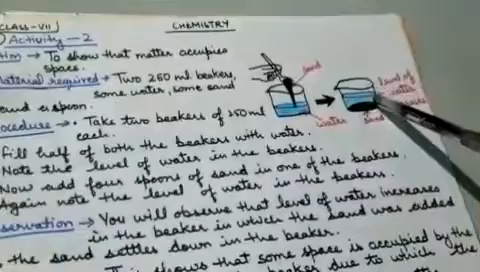 CLASS-VII
CHEMISTRY
Activity-2
Aim → To show that matter occupies
space.
Material required → Two 250 ml beakers,
some water, some sand
and a spoon.
sand
water
level of
water
sand
Procedure → • Take two beakers of 250 ml
each.
Fill half of both the beakers with water.
Note the level of water in the beakers.
Now add four spoons of sand in one of the beakers.
Again note the level of water in the beakers.
Observation → You will observe that level of water increases
in the beaker in which the sand was added
the sand settles down in the beaker.
shows that some space is occupied by the
beaker due to which the